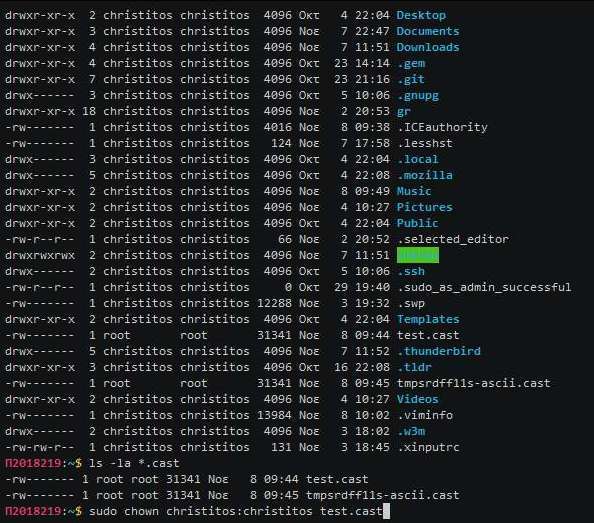 drwxr-xr-x  2 christitos christitos  4096 Οκτ   4 22:04 Desktop
drwxr-xr-x  3 christitos christitos  4096 Νοε   7 22:47 Documents
drwxr-xr-x  4 christitos christitos  4096 Νοε   7 11:51 Downloads
drwxr-xr-x  4 christitos christitos  4096 Οκτ  23 14:14 .gem
drwxr-xr-x  7 christitos christitos  4096 Οκτ  23 21:16 .git
drwx------  3 christitos christitos  4096 Νοε   5 10:06 .gnupg
drwxr-xr-x 18 christitos christitos  4096 Νοε   2 20:53 gr
-rw-------  1 christitos christitos  4016 Νοε   8 09:38 .ICEauthority
-rw-------  1 christitos christitos   124 Νοε   7 17:58 .lesshst
drwx------  3 christitos christitos  4096 Οκτ   4 22:04 .local
drwx------  5 christitos christitos  4096 Οκτ   4 22:08 .mozilla
drwxr-xr-x  2 christitos christitos  4096 Νοε   8 08:49 Music
drwxr-xr-x  2 christitos christitos  4096 Νοε   4 10:27 Pictures
drwxr-xr-x  2 christitos christitos  4096 Οκτ   4 22:04 Public
-rw-r--r--  1 christitos christitos    66 Νοε   2 20:52 .selected_editor
drwxrwxrwx  2 christitos christitos  4096 Νοε   7 11:51
drwx------  2 christitos christitos  4096 Οκτ   5 10:06 .ssh
-rw-r--r--  1 christitos christitos     0 Οκτ  29 19:40 .sudo_as_admin_successful
-rw-------  1 christitos christitos 12288 Νοε   3 19:32 .swp
drwxr-xr-x  2 christitos christitos  4096 Οκτ   4 22:04 Templates
-rw-------  1 root       root       31341 Νοε   8 09:44 test.cast
drwx------  5 christitos christitos  4096 Νοε   7 11:52 .thunderbird
drwxr-xr-x  3 christitos christitos  4096 Οκτ  16 22:08 .tldr
-rw-------  1 root       root       31341 Νοε   8 09:45 tmpsrdff11s-ascii.cast
drwxr-xr-x  2 christitos christitos  4096 Νοε   4 10:27 Videos
-rw-------  1 christitos christitos 13984 Νοε   8 10:02 .viminfo
drwx------  2 christitos christitos  4096 Νοε   3 18:02 .w3m
-rw-rw-r--  1 christitos christitos   131 Νοε   3 18:45 .xinputrc
Π2018219:~$ ls -la *.cast
-rw------- 1 root root 31341 Νοε   8 09:44 test.cast
-rw------- 1 root root 31341 Νοε   8 09:45 tmpsrdff11s-ascii.cast
Π2018219:~$ sudo chown christitos:christitos test.cast